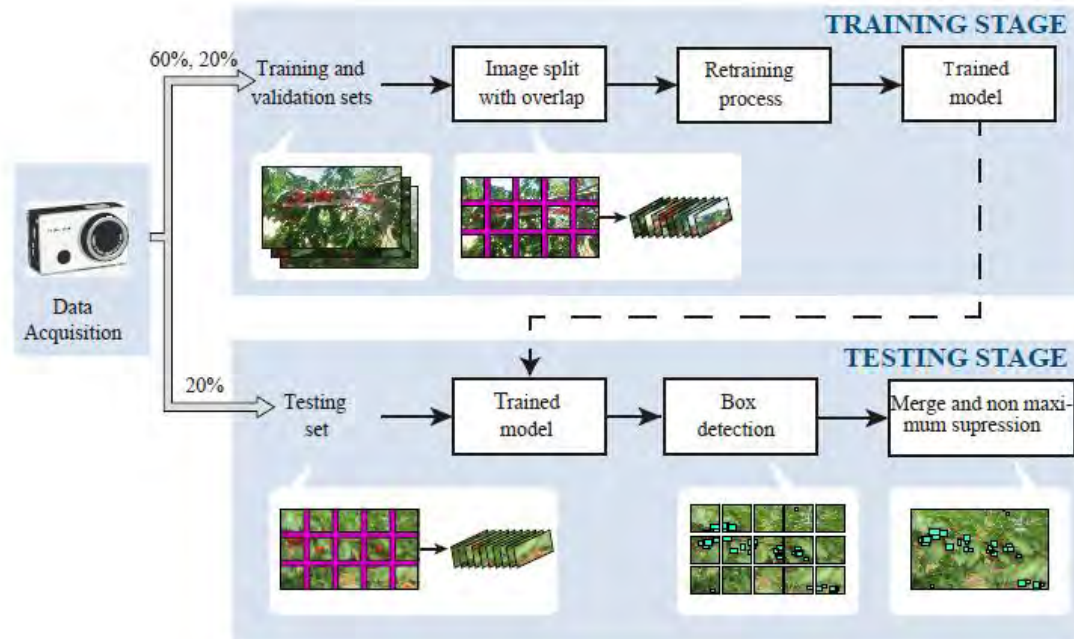 TRAINING STAGE
60%, 20%
Training and
validation sets
Image split
with overlap
Retraining
process
Trained
model
Data
Acquisition
TESTING STAGE
20%
Testing
set
Trained
model
Box
detection
Merge and non maxi-
mum supression